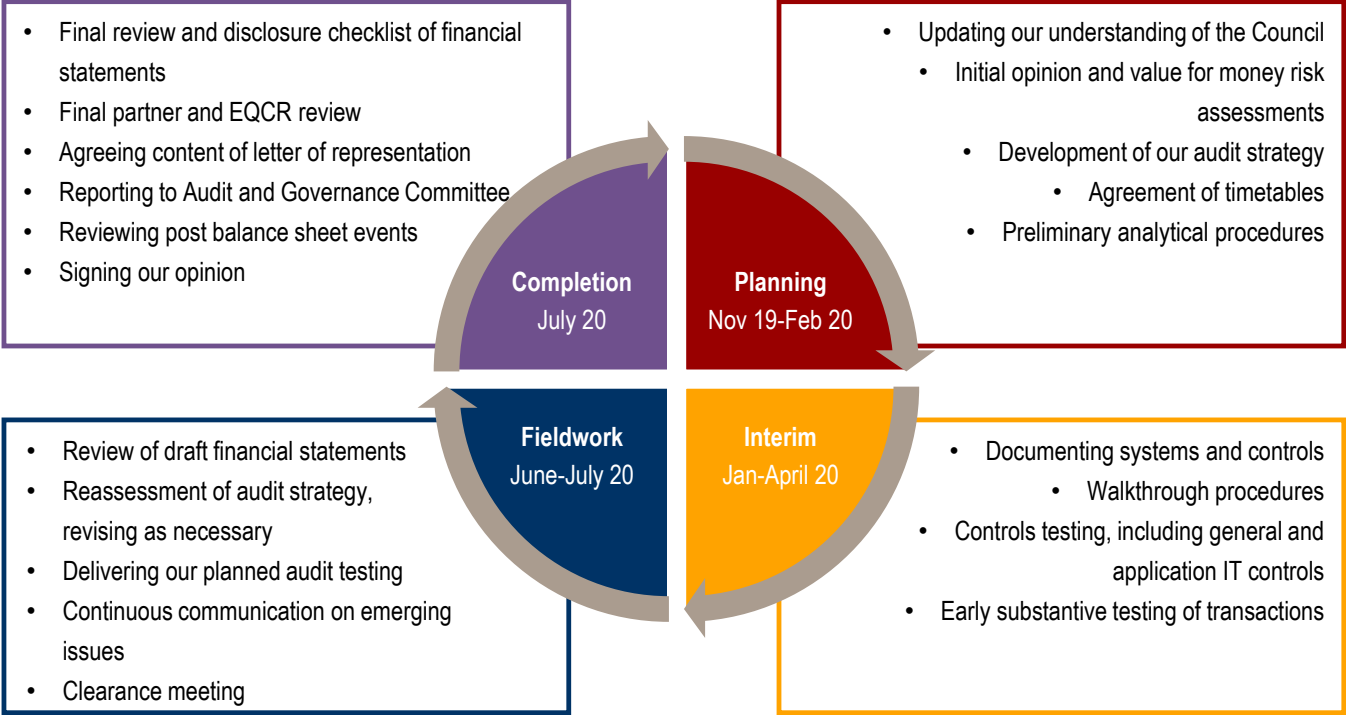 • Final review and disclosure checklist of financial
statements
• Final partner and EQCR review
• Agreeing content of letter of representation
• Reporting to Audit and Governance Committee
• Reviewing post balance sheet events
• Signing our opinion
• Updating our understanding of the Council
• Initial opinion and value for money risk
assessments
• Development of our audit strategy
• Agreement of timetables
• Preliminary analytical procedures
Completion
July 20
Planning
Nov 19-Feb 20
Fieldwork
June-July 20
Interim
Jan-April 20
• Review of draft financial statements
• Reassessment of audit strategy,
revising as necessary
• Delivering our planned audit testing
• Continuous communication on emerging
issues
• Clearance meeting
• Documenting systems and controls
• Walkthrough procedures
• Controls testing, including general and
application IT controls
• Early substantive testing of transactions